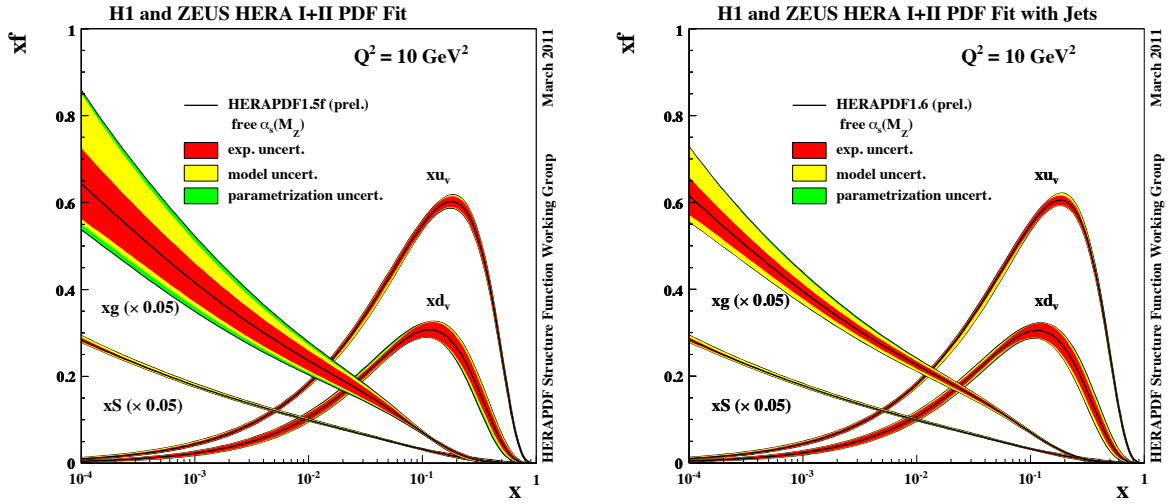 H1 and ZEUS HERA I+II PDF Fit
xf
1
0.8
0.6
0.4
0.2
0
Q² = 10 GeV²
HERAPDF1.5f (prel.)
free αₛ(M_Z)
exp. uncert.
model uncert.
parametrization uncert.
xuᵥ
xdᵥ
xg (× 0.05)
xS (× 0.05)
10⁻⁴ 10⁻³ 10⁻² 10⁻¹ 1
x
HERAPDF Structure Function Working Group March 2011
H1 and ZEUS HERA I+II PDF Fit with Jets
xf
1
0.8
0.6
0.4
0.2
0
Q² = 10 GeV²
HERAPDF1.6 (prel.)
free αₛ(M_Z)
exp. uncert.
model uncert.
parametrization uncert.
xuᵥ
xdᵥ
xg (× 0.05)
xS (× 0.05)
10⁻⁴ 10⁻³ 10⁻² 10⁻¹ 1
x
HERAPDF Structure Function Working Group March 2011